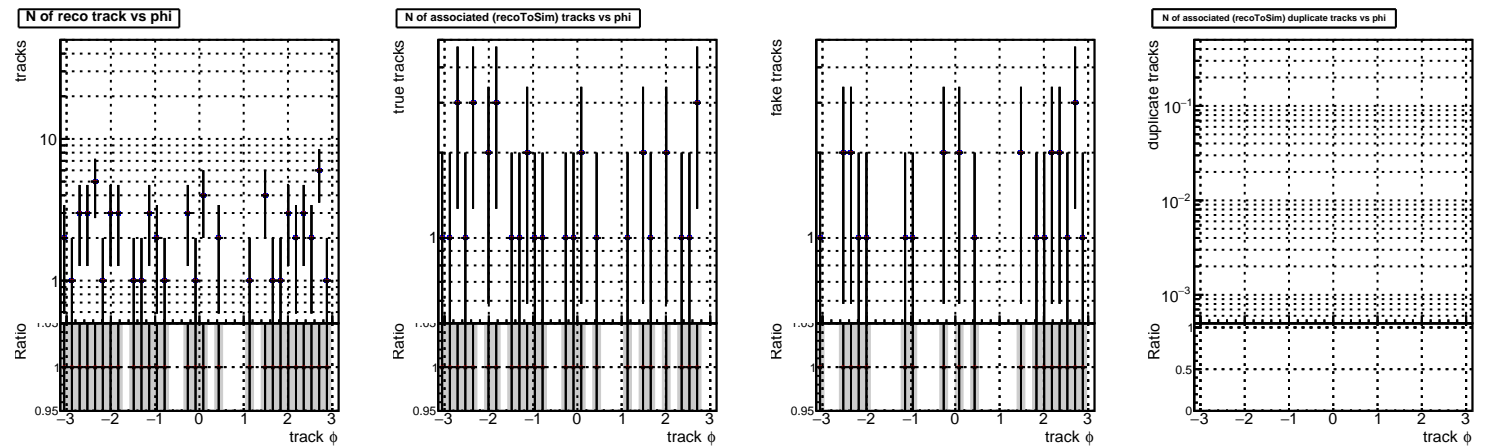 N of reco track vs phi
tracks
10
1
Ratio
1.05
1
0.95
−3 −2 −1 0 1 2 3
track φ
N of associated (recoToSim) tracks vs phi
true tracks
1
Ratio
1.05
1
0.95
−3 −2 −1 0 1 2 3
track φ
fake tracks
1
Ratio
1.05
1
0.95
−3 −2 −1 0 1 2 3
track φ
N of associated (recoToSim) duplicate tracks vs phi
duplicate tracks
10−1
10−2
10−3
Ratio
1
0.5
0
−3 −2 −1 0 1 2 3
track φ